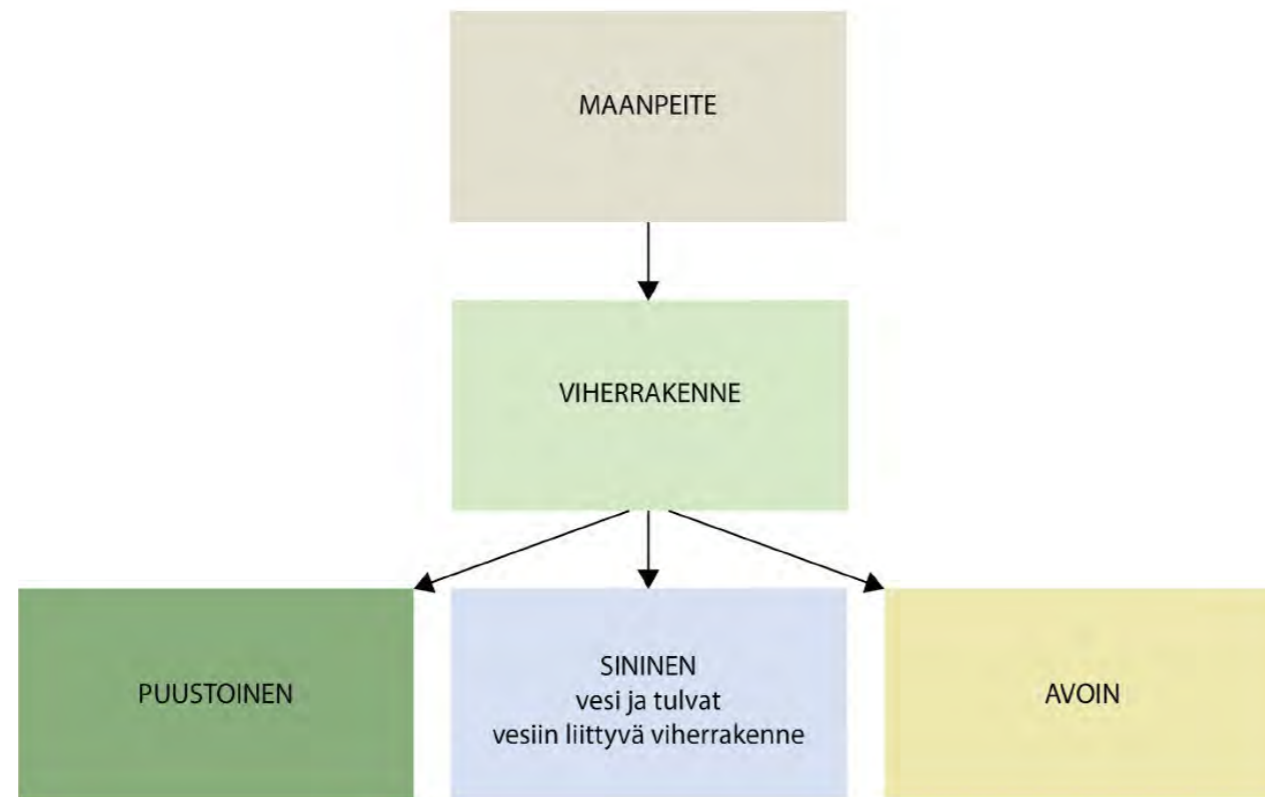 MAANPEITE
VIHERRAKENNE
PUUSTOINEN
SININEN
vesi ja tulvat
vesiin liittyvä viherrakenne
AVOIN